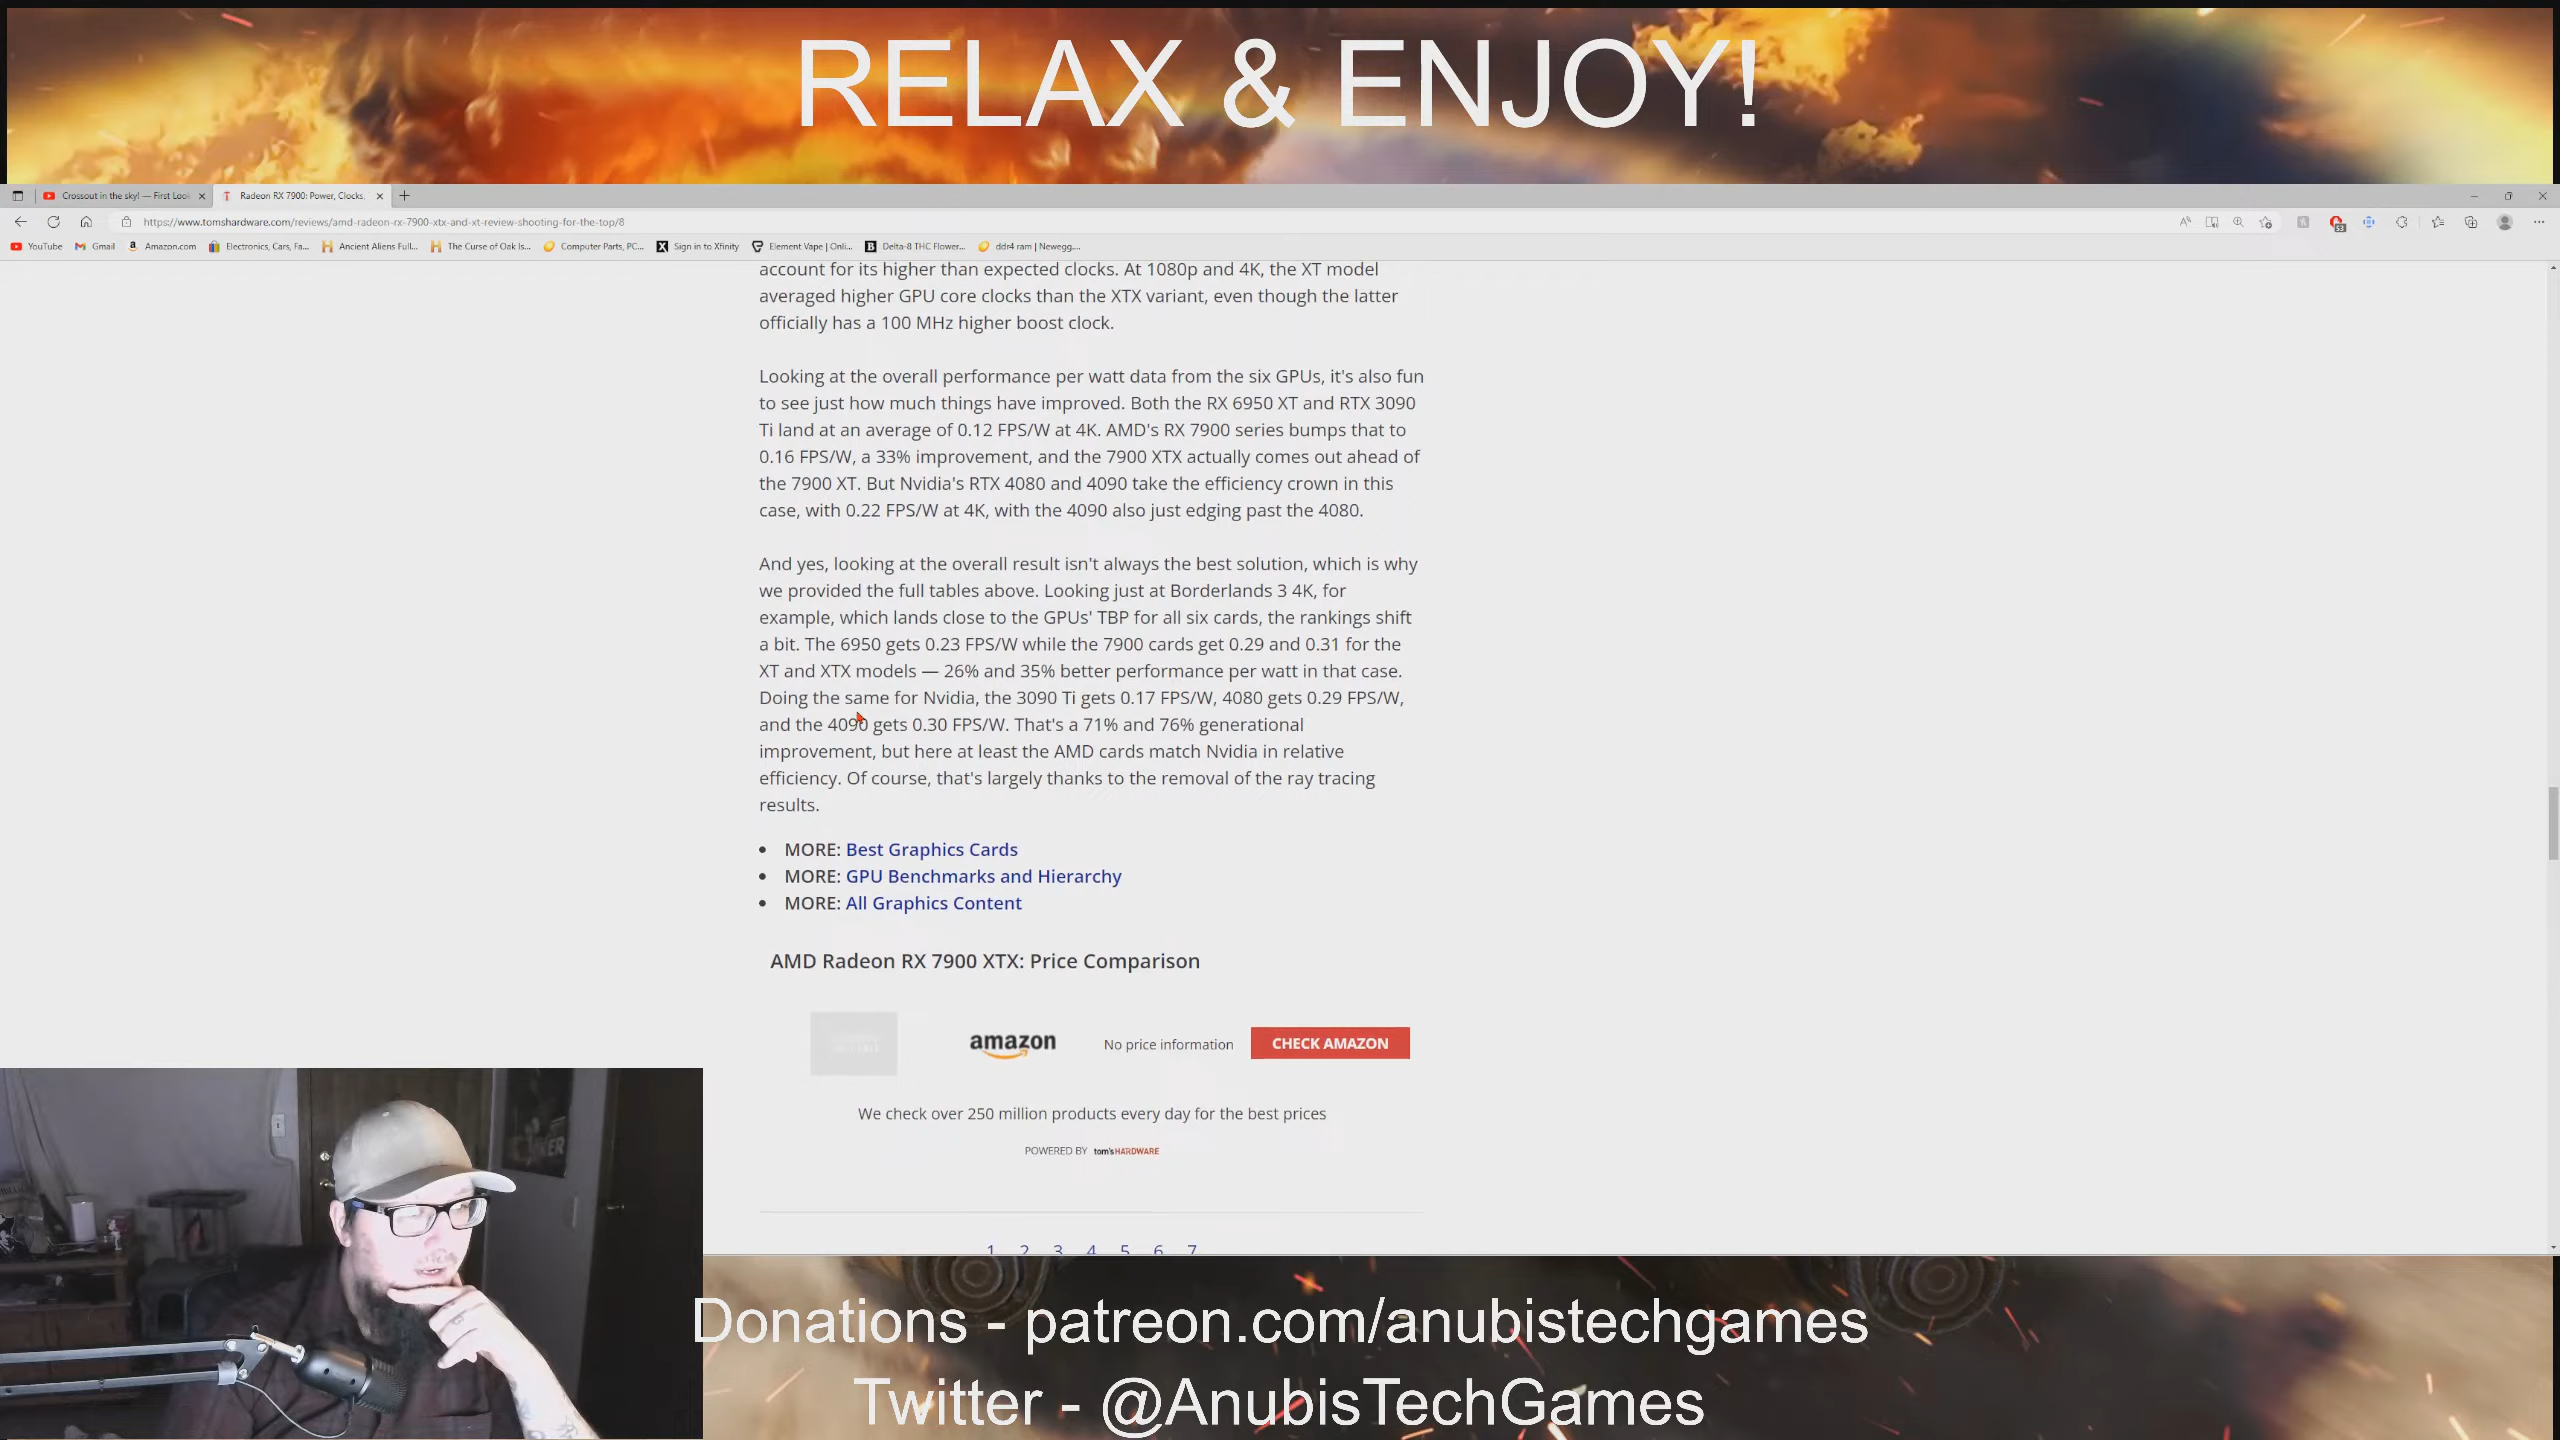 RELAX & ENJOY!
Crossout in the sky! — First Look
Radeon RX 7900: Power, Clocks,
https://www.tomshardware.com/reviews/amd-radeon-rx-7900-xtx-and-xt-review-shooting-for-the-top/8
YouTube Gmail Amazon.com Electronics, Cars, Fa... Ancient Aliens Full... The Curse of Oak Is... Computer Parts, PC... Sign in to Xfinity Element Vape | Onli... Delta-8 THC Flower... ddr4 ram | Newegg....
account for its higher than expected clocks. At 1080p and 4K, the XT model
averaged higher GPU core clocks than the XTX variant, even though the latter
officially has a 100 MHz higher boost clock.
Looking at the overall performance per watt data from the six GPUs, it's also fun
to see just how much things have improved. Both the RX 6950 XT and RTX 3090
Ti land at an average of 0.12 FPS/W at 4K. AMD's RX 7900 series bumps that to
0.16 FPS/W, a 33% improvement, and the 7900 XTX actually comes out ahead of
the 7900 XT. But Nvidia's RTX 4080 and 4090 take the efficiency crown in this
case, with 0.22 FPS/W at 4K, with the 4090 also just edging past the 4080.
And yes, looking at the overall result isn't always the best solution, which is why
we provided the full tables above. Looking just at Borderlands 3 4K, for
example, which lands close to the GPUs' TBP for all six cards, the rankings shift
a bit. The 6950 gets 0.23 FPS/W while the 7900 cards get 0.29 and 0.31 for the
XT and XTX models — 26% and 35% better performance per watt in that case.
Doing the same for Nvidia, the 3090 Ti gets 0.17 FPS/W, 4080 gets 0.29 FPS/W,
and the 4090 gets 0.30 FPS/W. That's a 71% and 76% generational
improvement, but here at least the AMD cards match Nvidia in relative
efficiency. Of course, that's largely thanks to the removal of the ray tracing
results.
• MORE: Best Graphics Cards
• MORE: GPU Benchmarks and Hierarchy
• MORE: All Graphics Content
AMD Radeon RX 7900 XTX: Price Comparison
amazon No price information CHECK AMAZON
We check over 250 million products every day for the best prices
POWERED BY tom'sHARDWARE
1 2 3 4 5 6 7
Donations - patreon.com/anubistechgames
Twitter - @AnubisTechGames